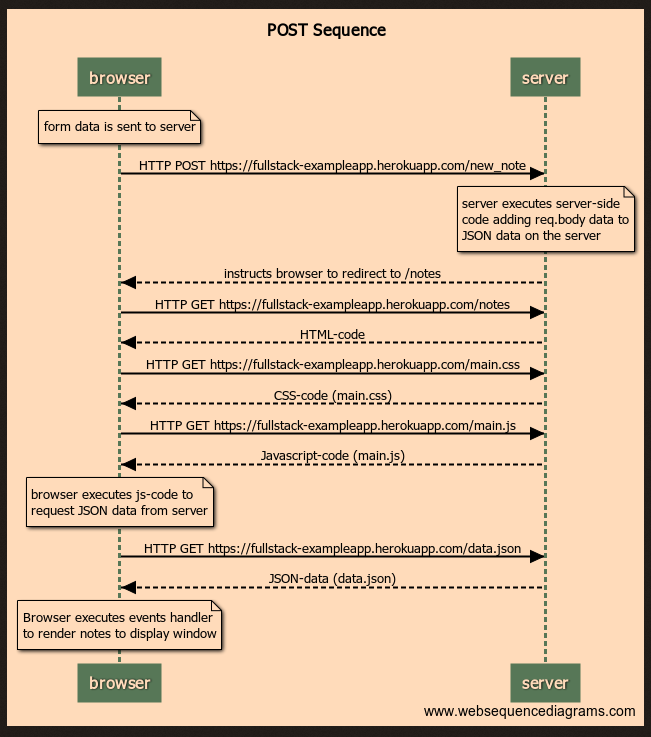 POST Sequence
browser
server
form data is sent to server
HTTP POST https://fullstack-exampleapp.herokuapp.com/new_note
server executes server-side
code adding req.body data to
JSON data on the server
instructs browser to redirect to /notes
HTTP GET https://fullstack-exampleapp.herokuapp.com/notes
HTML-code
HTTP GET https://fullstack-exampleapp.herokuapp.com/main.css
CSS-code (main.css)
HTTP GET https://fullstack-exampleapp.herokuapp.com/main.js
Javascript-code (main.js)
browser executes js-code to
request JSON data from server
HTTP GET https://fullstack-exampleapp.herokuapp.com/data.json
JSON-data (data.json)
Browser executes events handler
to render notes to display window
browser
server
www.websequencediagrams.com